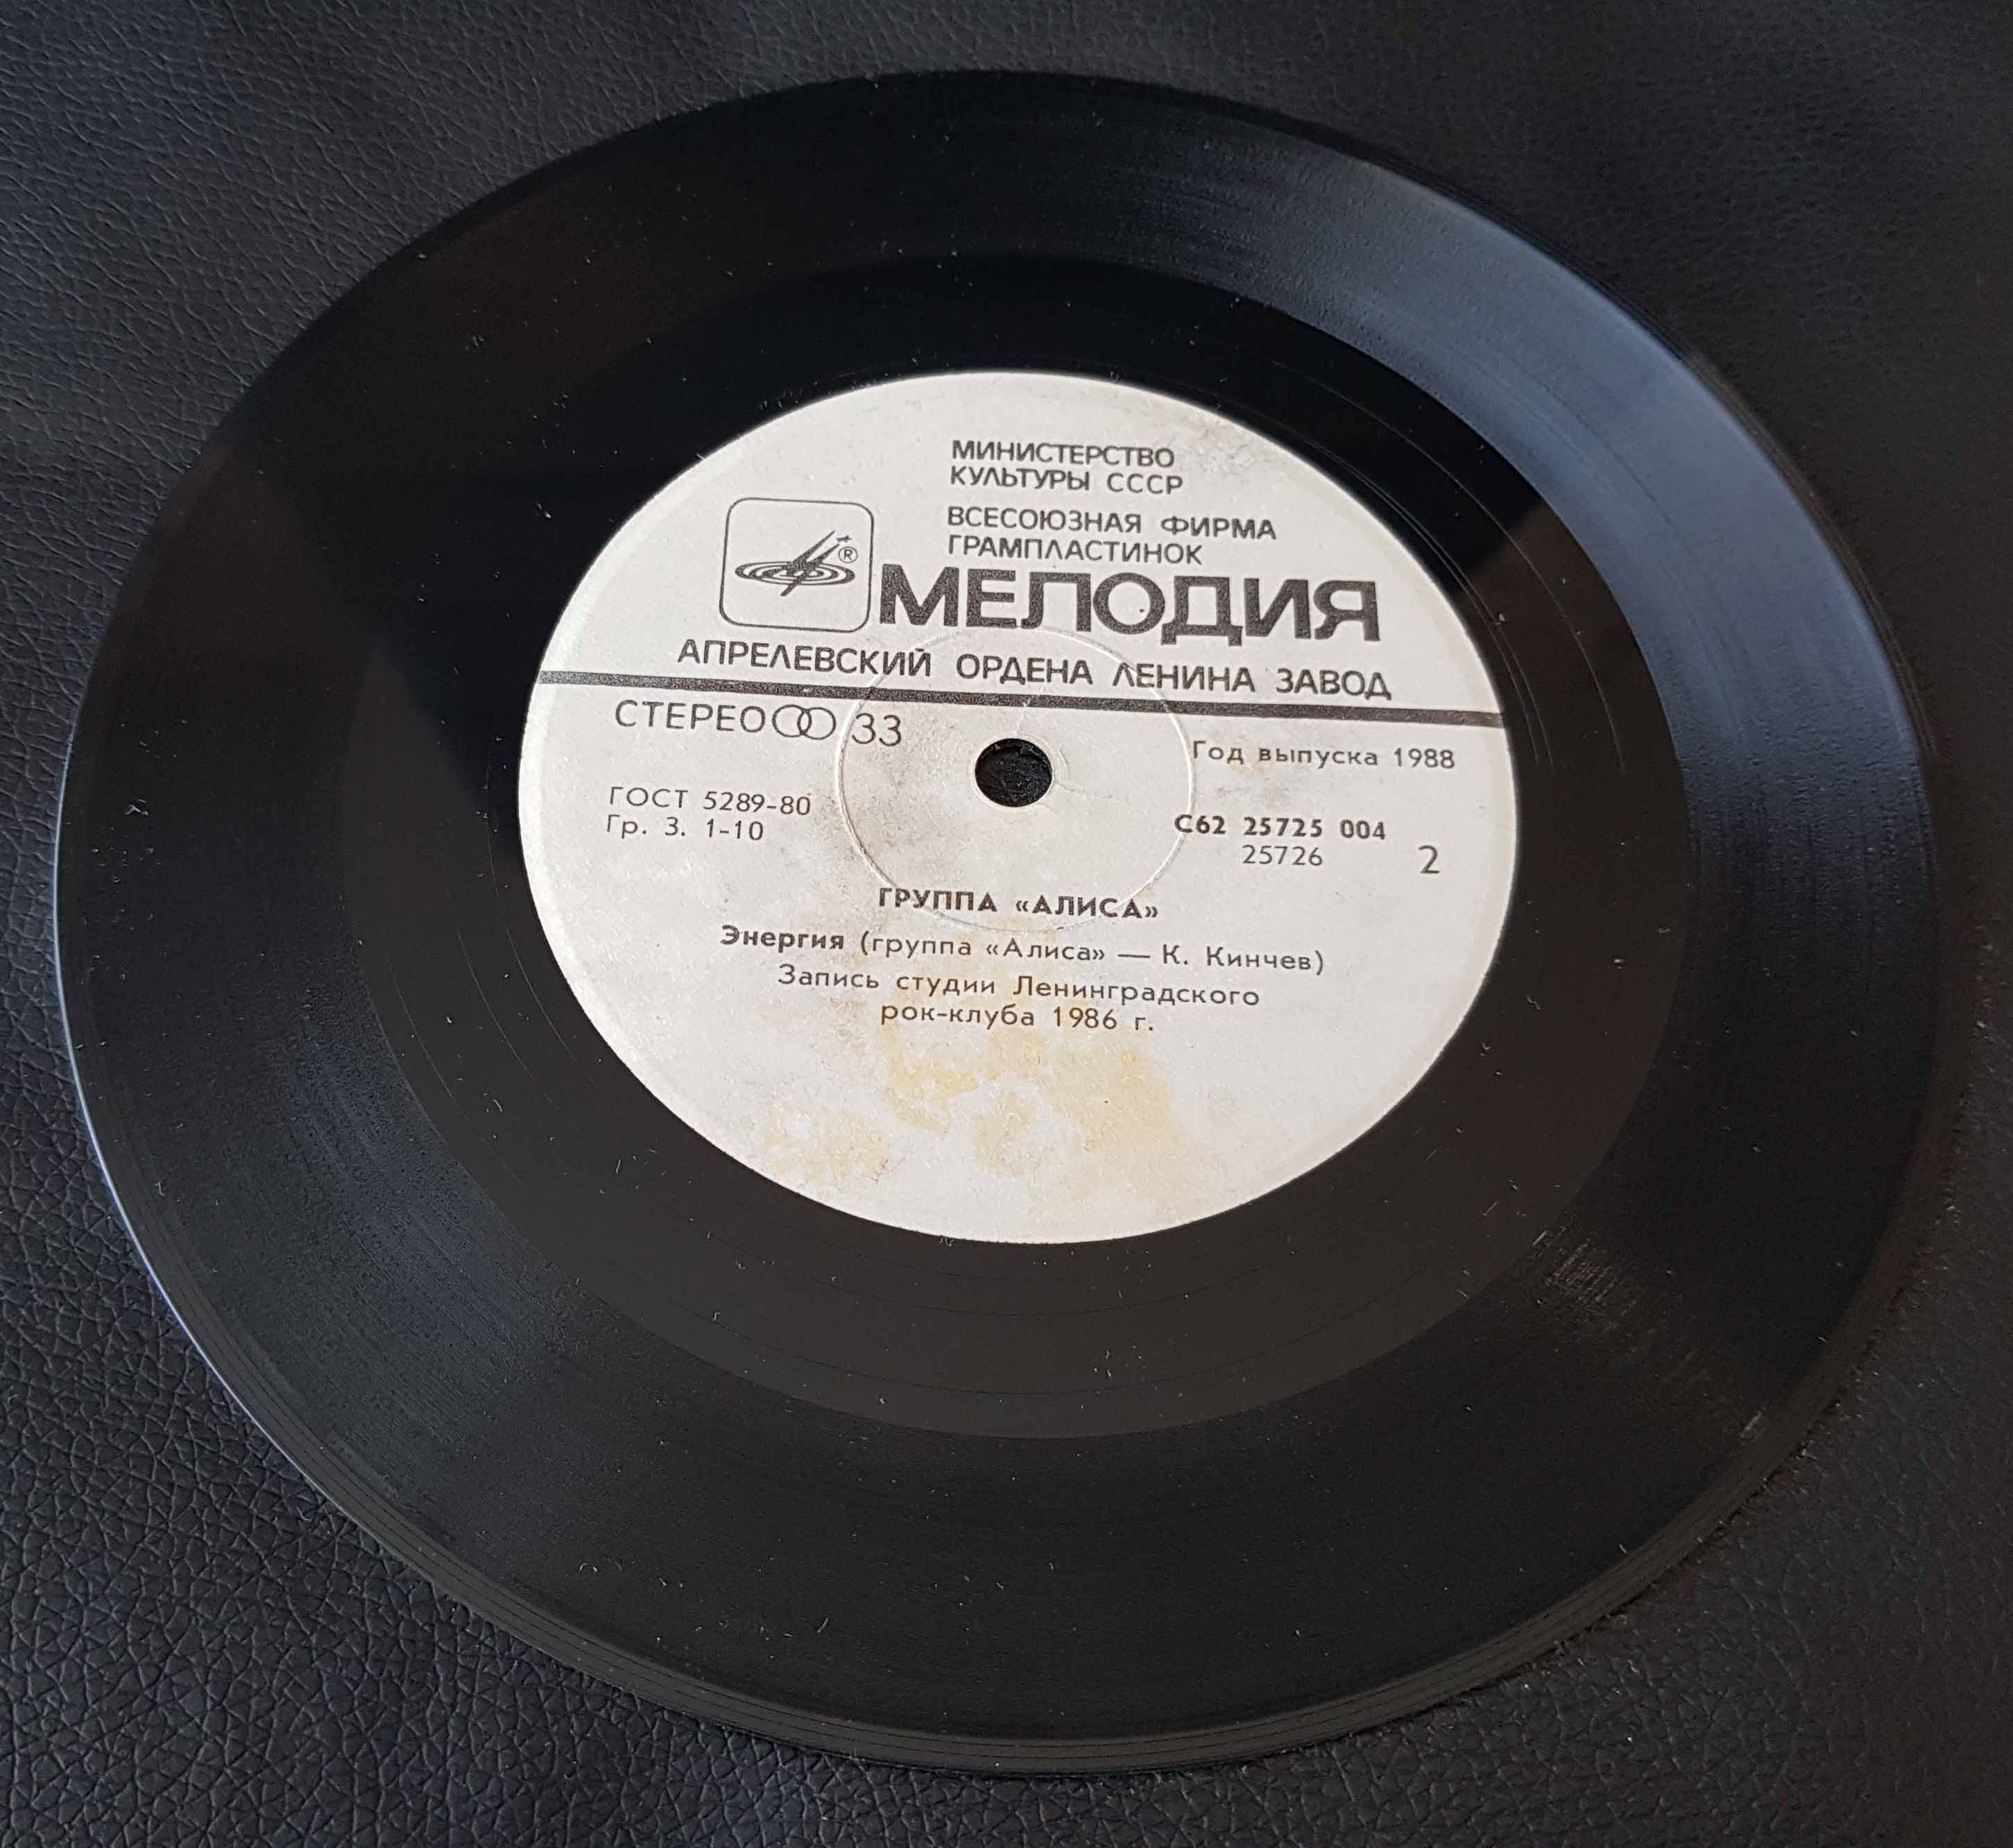 МИНИСТЕРСТВО
КУЛЬТУРЫ СССР
ВСЕСОЮЗНАЯ ФИРМА
ГРАМПЛАСТИНОК
®
МЕЛОДИЯ
АПРЕЛЕВСКИЙ ОРДЕНА ЛЕНИНА ЗАВОД
СТЕРЕО 33
Год выпуска 1988
ГОСТ 5289-80
Гр. 3. 1-10
С62 25725 004
25726
2
ГРУППА «АЛИСА»
Энергия (группа «Алиса» — К. Кинчев)
Запись студии Ленинградского
рок-клуба 1986 г.